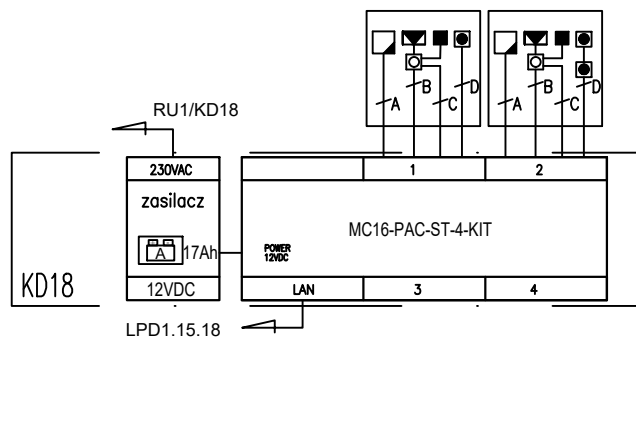 A
B
C
D
A
B
C
D
RU1/KD18
230VAC
1
2
zasilacz
MC16-PAC-ST-4-KIT
A
17Ah
POWER
12VDC
KD18
12VDC
LAN
3
4
LPD1.15.18